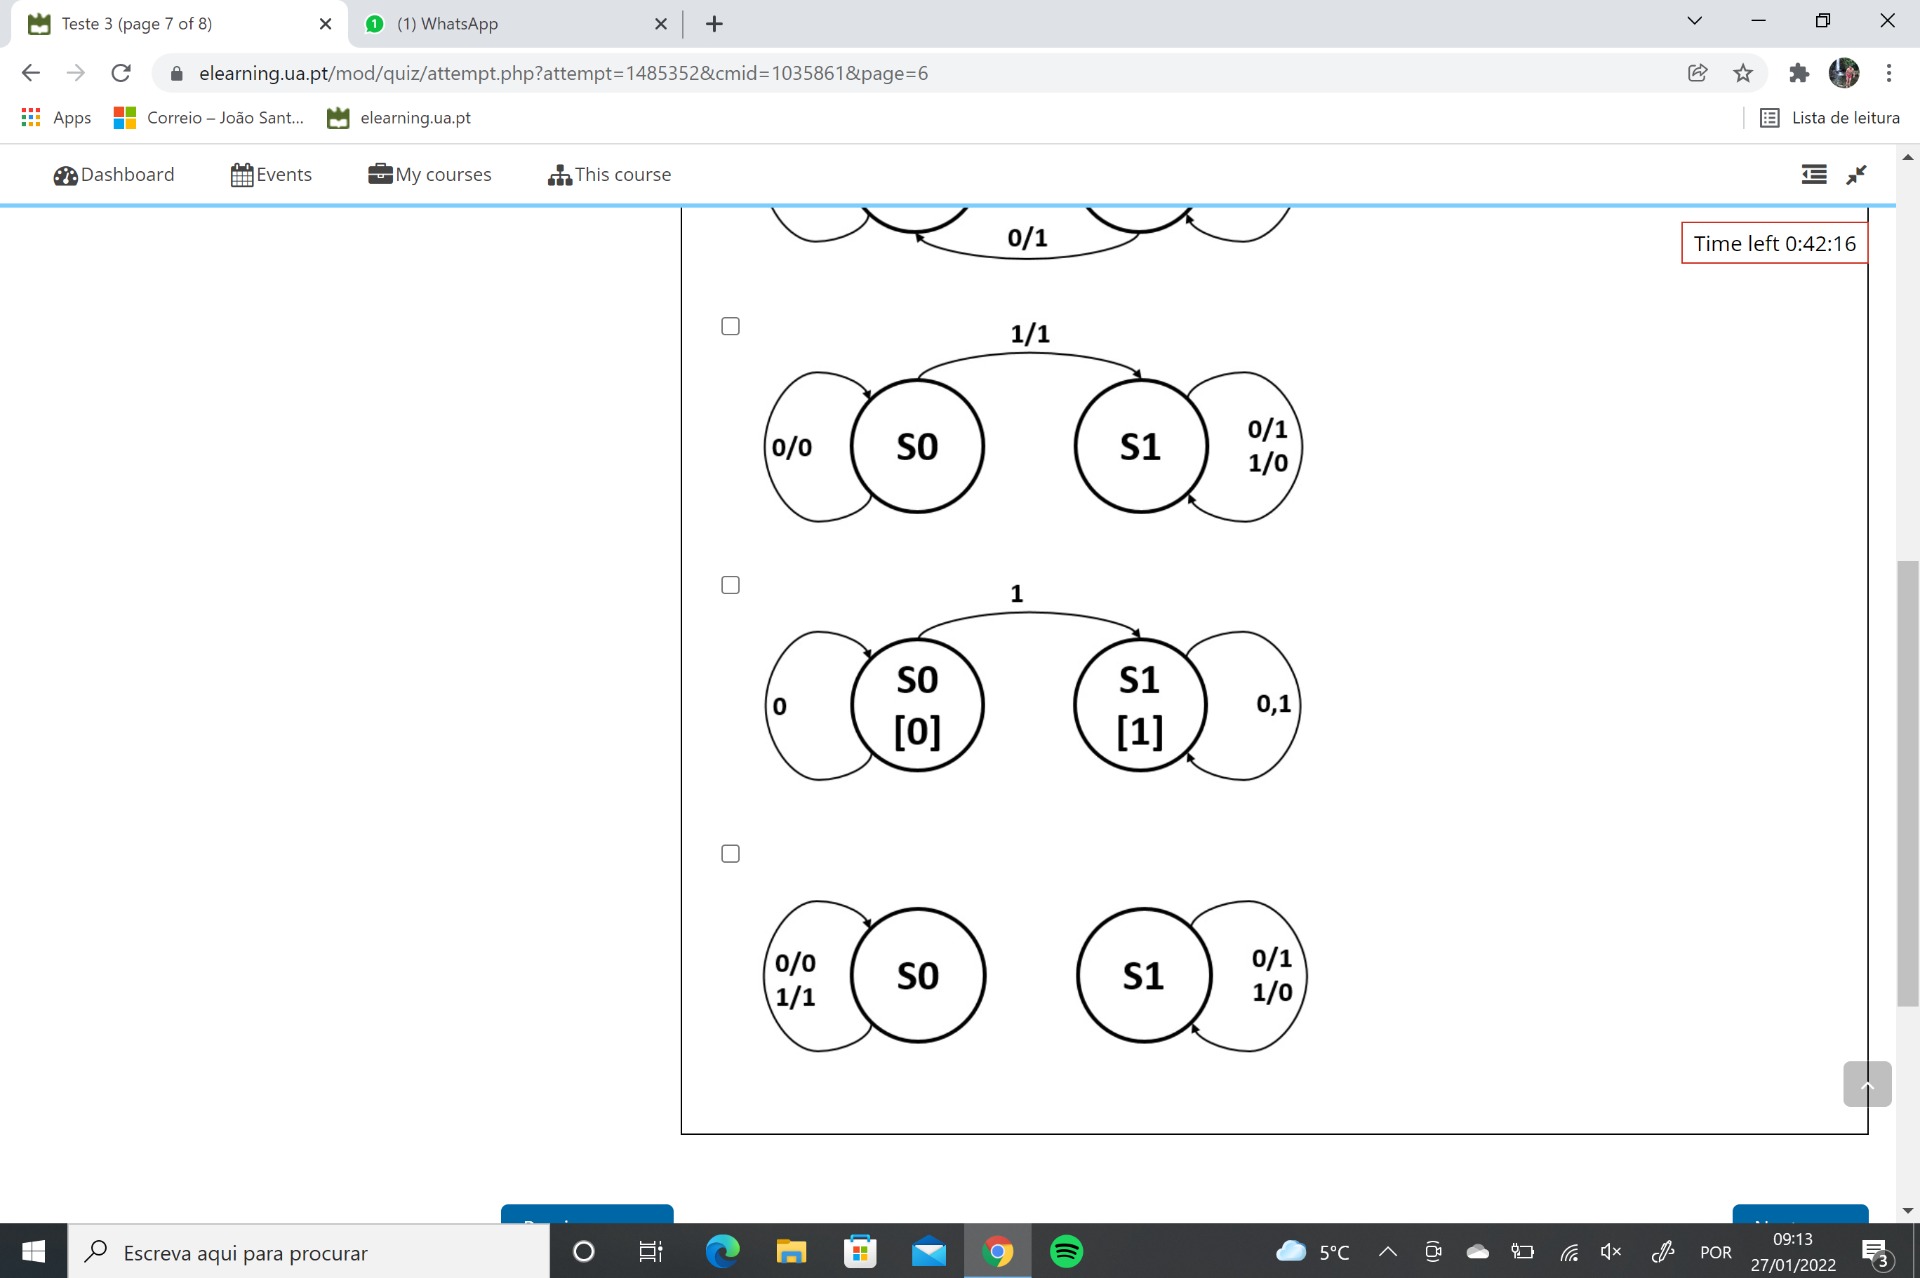 Teste 3 (page 7 of 8)
1
(1) WhatsApp
elearning.ua.pt/mod/quiz/attempt.php?attempt=1485352&cmid=1035861&page=6
Apps
Correio – João Sant...
elearning.ua.pt
Lista de leitura
Dashboard
Events
My courses
This course
Time left 0:42:16
0/1
1/1
0/0
S0
S1
0/1
1/0
1
0
S0
[0]
S1
[1]
0,1
0/0
1/1
S0
S1
0/1
1/0
Escreva aqui para procurar
5°C
POR
09:13
27/01/2022
3